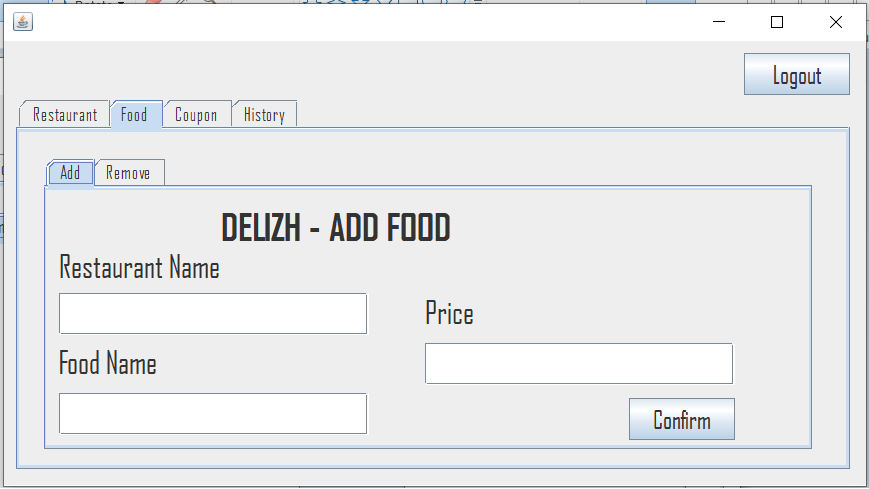 Logout
Restaurant Food Coupon History
Add Remove
DELIZH - ADD FOOD
Restaurant Name
Price
Food Name
Confirm